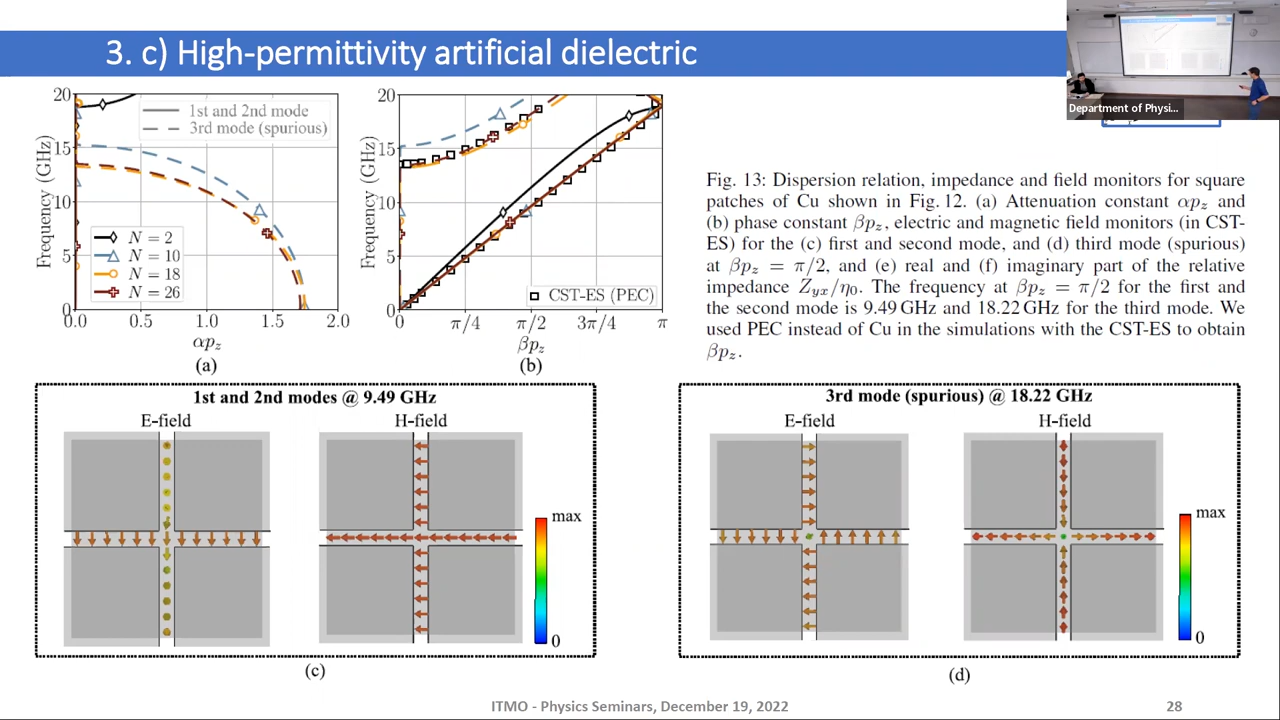 3. c) High-permittivity artificial dielectric
Department of Physi...
20
15
10
5
0
Frequency (GHz)
1st and 2nd mode
3rd mode (spurious)
N = 2
N = 10
N = 18
N = 26
0.0 0.5 1.0 1.5 2.0
αp_z
(a)
20
15
10
5
0
Frequency (GHz)
CST-ES (PEC)
0 π/4 π/2 3π/4 π
βp_z
(b)
Fig. 13: Dispersion relation, impedance and field monitors for square
patches of Cu shown in Fig. 12. (a) Attenuation constant αp_z and
(b) phase constant βp_z, electric and magnetic field monitors (in CST-
ES) for the (c) first and second mode, and (d) third mode (spurious)
at βp_z = π/2, and (e) real and (f) imaginary part of the relative
impedance Z_yx/η_0. The frequency at βp_z = π/2 for the first and
the second mode is 9.49 GHz and 18.22 GHz for the third mode. We
used PEC instead of Cu in the simulations with the CST-ES to obtain
βp_z.
1st and 2nd modes @ 9.49 GHz
E-field H-field
max
0
(c)
3rd mode (spurious) @ 18.22 GHz
E-field H-field
max
0
(d)
ITMO - Physics Seminars, December 19, 2022
28